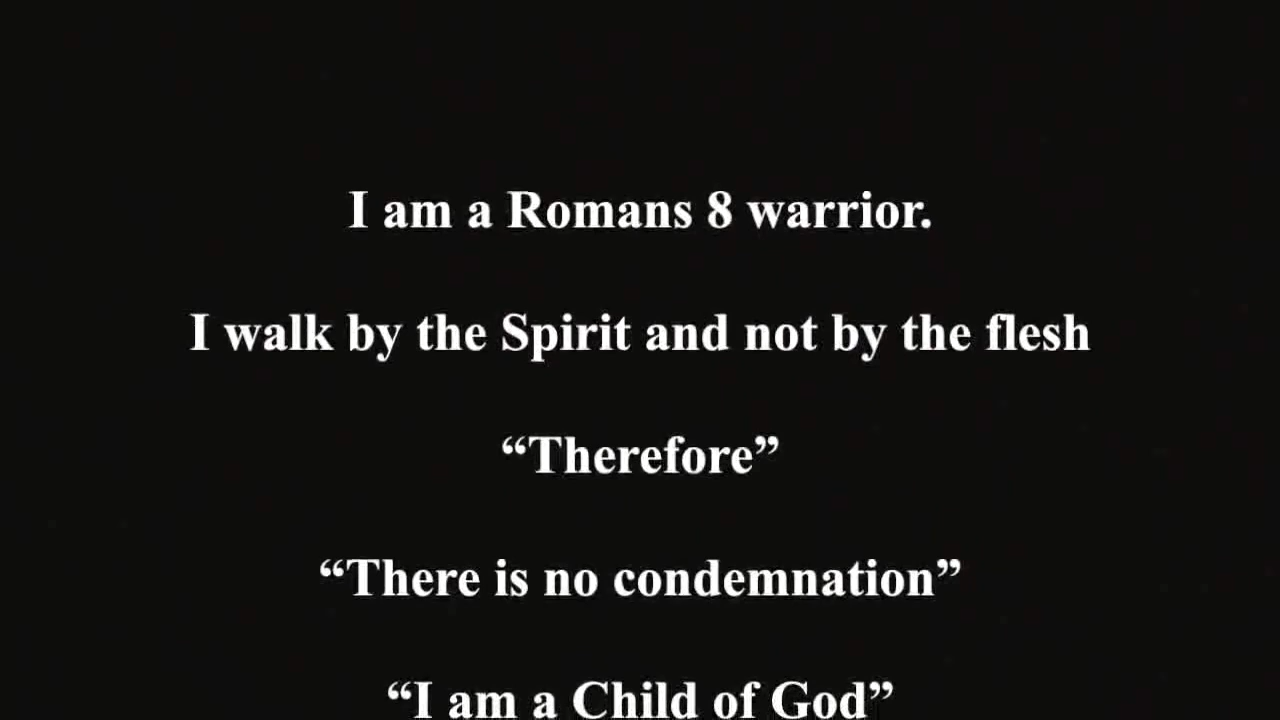 I am a Romans 8 warrior.
I walk by the Spirit and not by the flesh
“Therefore”
“There is no condemnation”
“I am a Child of God”